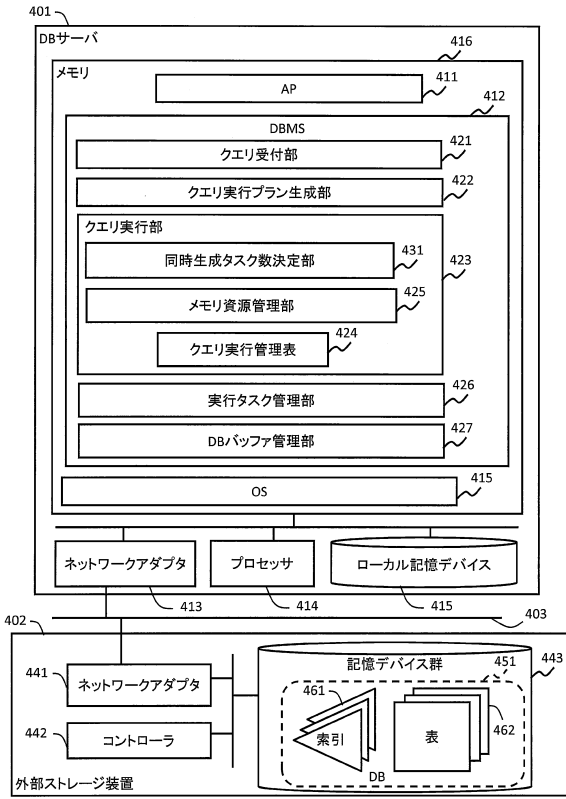 401
DBサーバ
416
メモリ
411
AP
412
DBMS
421
クエリ受付部
422
クエリ実行プラン生成部
クエリ実行部
423
同時生成タスク数決定部
431
メモリ資源管理部
425
424
クエリ実行管理表
426
実行タスク管理部
427
DBバッファ管理部
415
OS
ネットワークアダプタ
プロセッサ
ローカル記憶デバイス
413
414
415
403
402
記憶デバイス群
451
443
441
ネットワークアダプタ
461
462
索引
表
442
コントローラ
DB
外部ストレージ装置